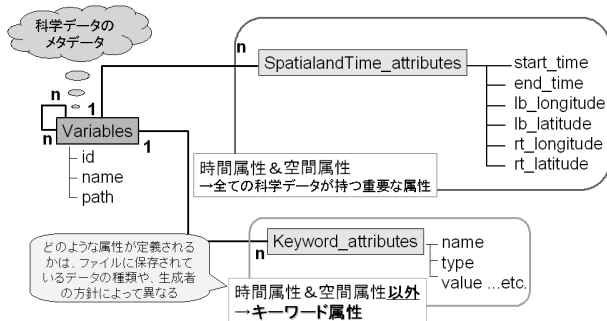 科学データの
メタデータ
n
SpatialandTime_attributes
start_time
end_time
lb_longitude
lb_latitude
rt_longitude
rt_latitude
n
n
1
Variables
1
id
name
path
時間属性＆空間属性
→全ての科学データが持つ重要な属性
どのような属性が定義される
かは、ファイルに保存されて
いるデータの種類や、生成者
の方針によって異なる
n
Keyword_attributes
name
type
value ...etc.
時間属性＆空間属性以外
→キーワード属性